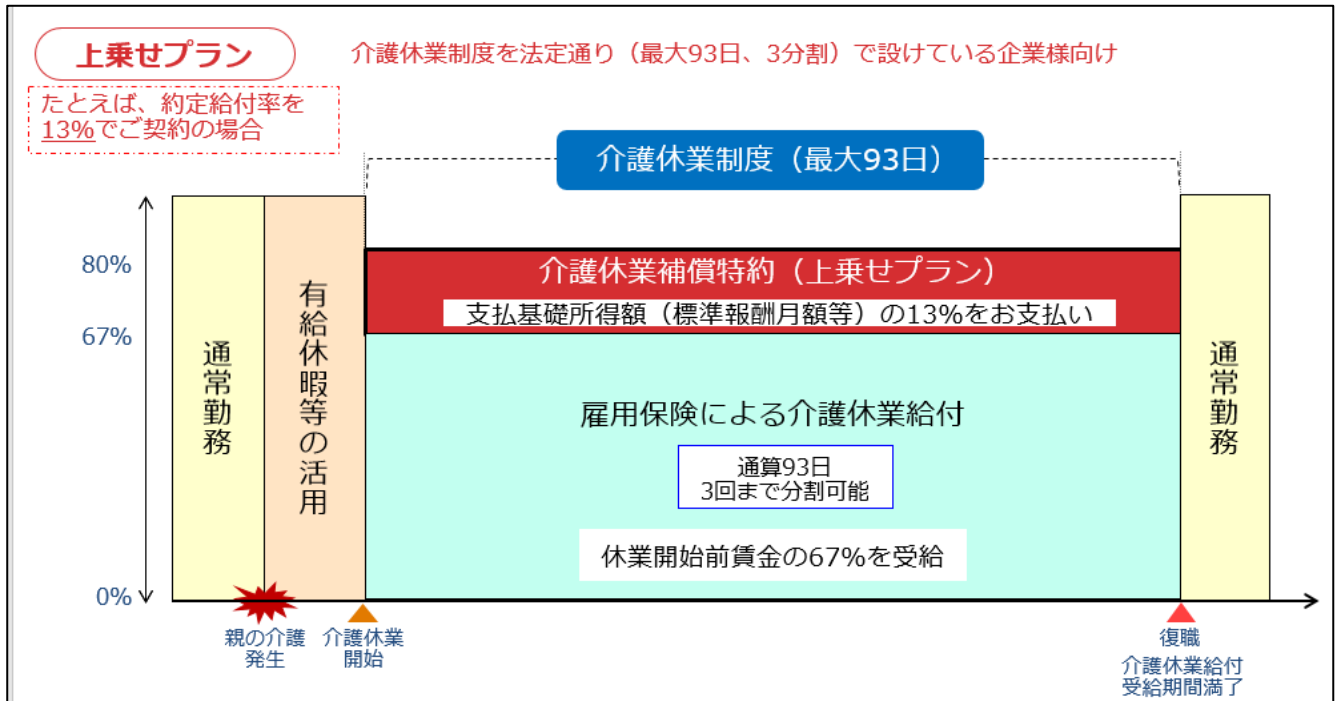 上乗せプラン
介護休業制度を法定通り（最大93日、3分割）で設けている企業様向け
たとえば、約定給付率を
13%でご契約の場合
介護休業制度（最大93日）
80%
67%
0%
通常勤務
有給休暇等の活用
介護休業補償特約（上乗せプラン）
支払基礎所得額（標準報酬月額等）の13%をお支払い
雇用保険による介護休業給付
通算93日
3回まで分割可能
休業開始前賃金の67%を受給
通常勤務
親の介護
発生
介護休業
開始
復職
介護休業給付
受給期間満了